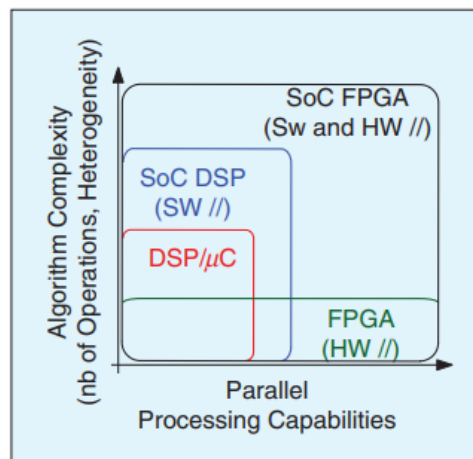 Algorithm Complexity
(nb of Operations, Heterogeneity)
SoC FPGA
(Sw and HW //)
SoC DSP
(SW //)
DSP/μC
FPGA
(HW //)
Parallel
Processing Capabilities